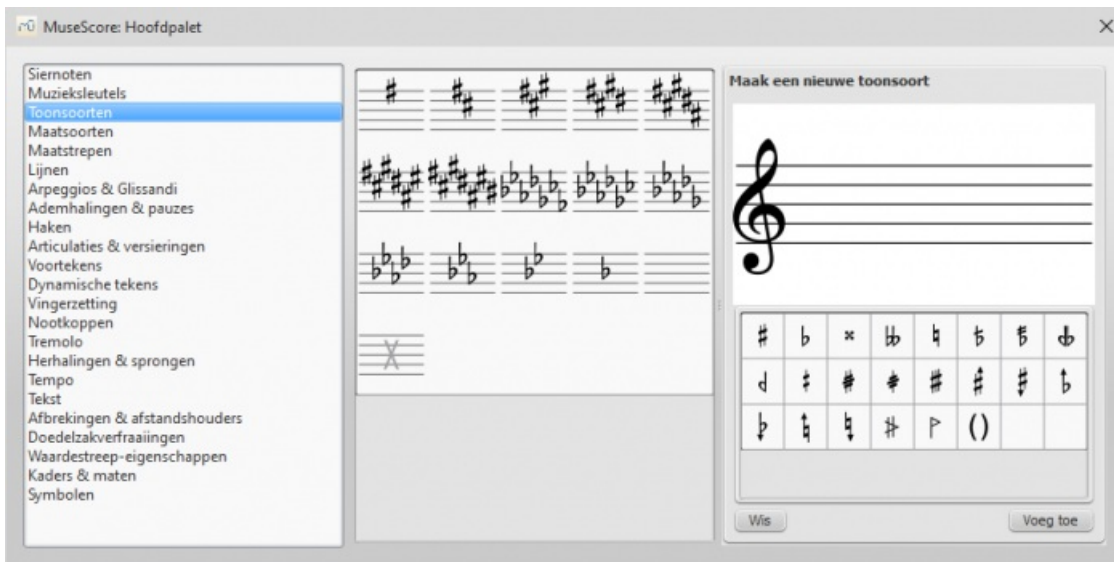 MuseScore: Hoofdpalet
Siernoten
Muzieksleutels
Toonsoorten
Maatsoorten
Maatstrepen
Lijnen
Arpeggios & Glissandi
Ademhalingen & pauzes
Haken
Articulaties & versieringen
Voortekens
Dynamische tekens
Vingerzetting
Nootkoppen
Tremolo
Herhalingen & sprongen
Tempo
Tekst
Afbrekingen & afstandshouders
Doedelzakverfraaiingen
Waardestreep-eigenschappen
Kaders & maten
Symbolen
Maak een nieuwe toonsoort
Wis
Voeg toe